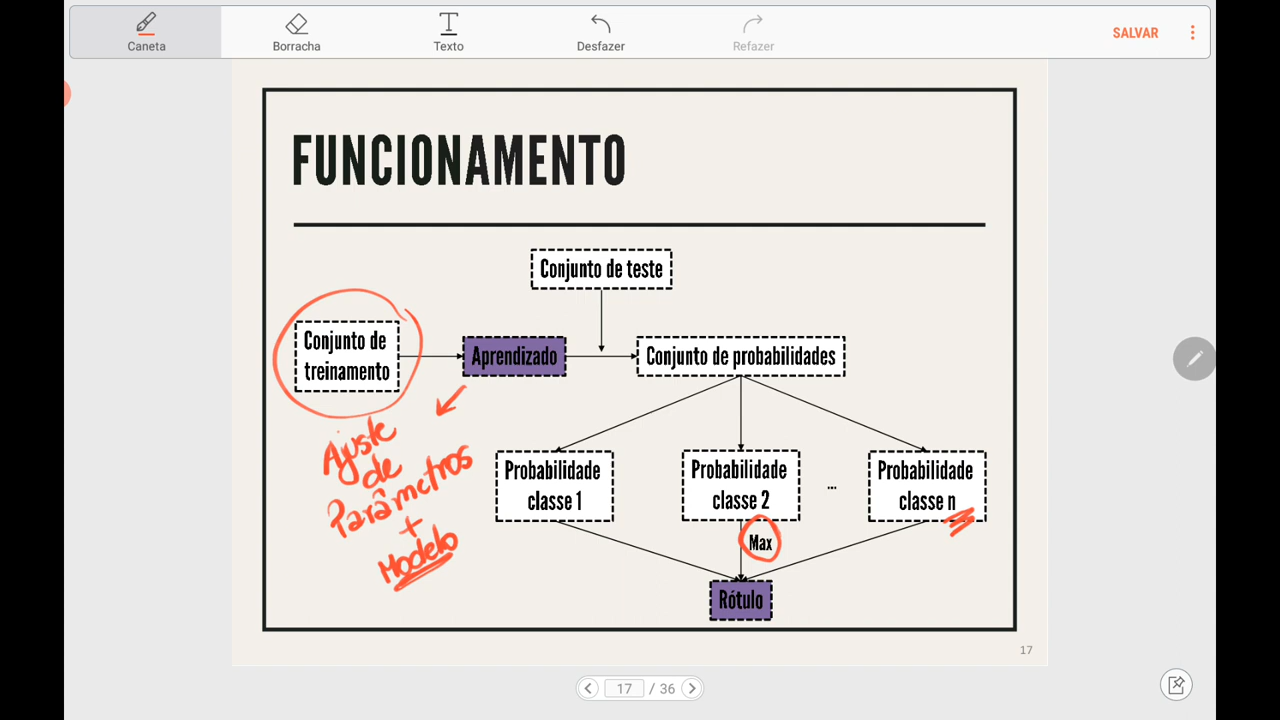 Caneta
Borracha
Texto
Desfazer
Refazer
SALVAR
FUNCIONAMENTO
Conjunto de teste
Conjunto de
treinamento
Aprendizado
Conjunto de probabilidades
Ajuste
de
Parâmetros
+
Modelo
Probabilidade
classe 1
Probabilidade
classe 2
...
Probabilidade
classe n
Max
Rótulo
17
17 / 36